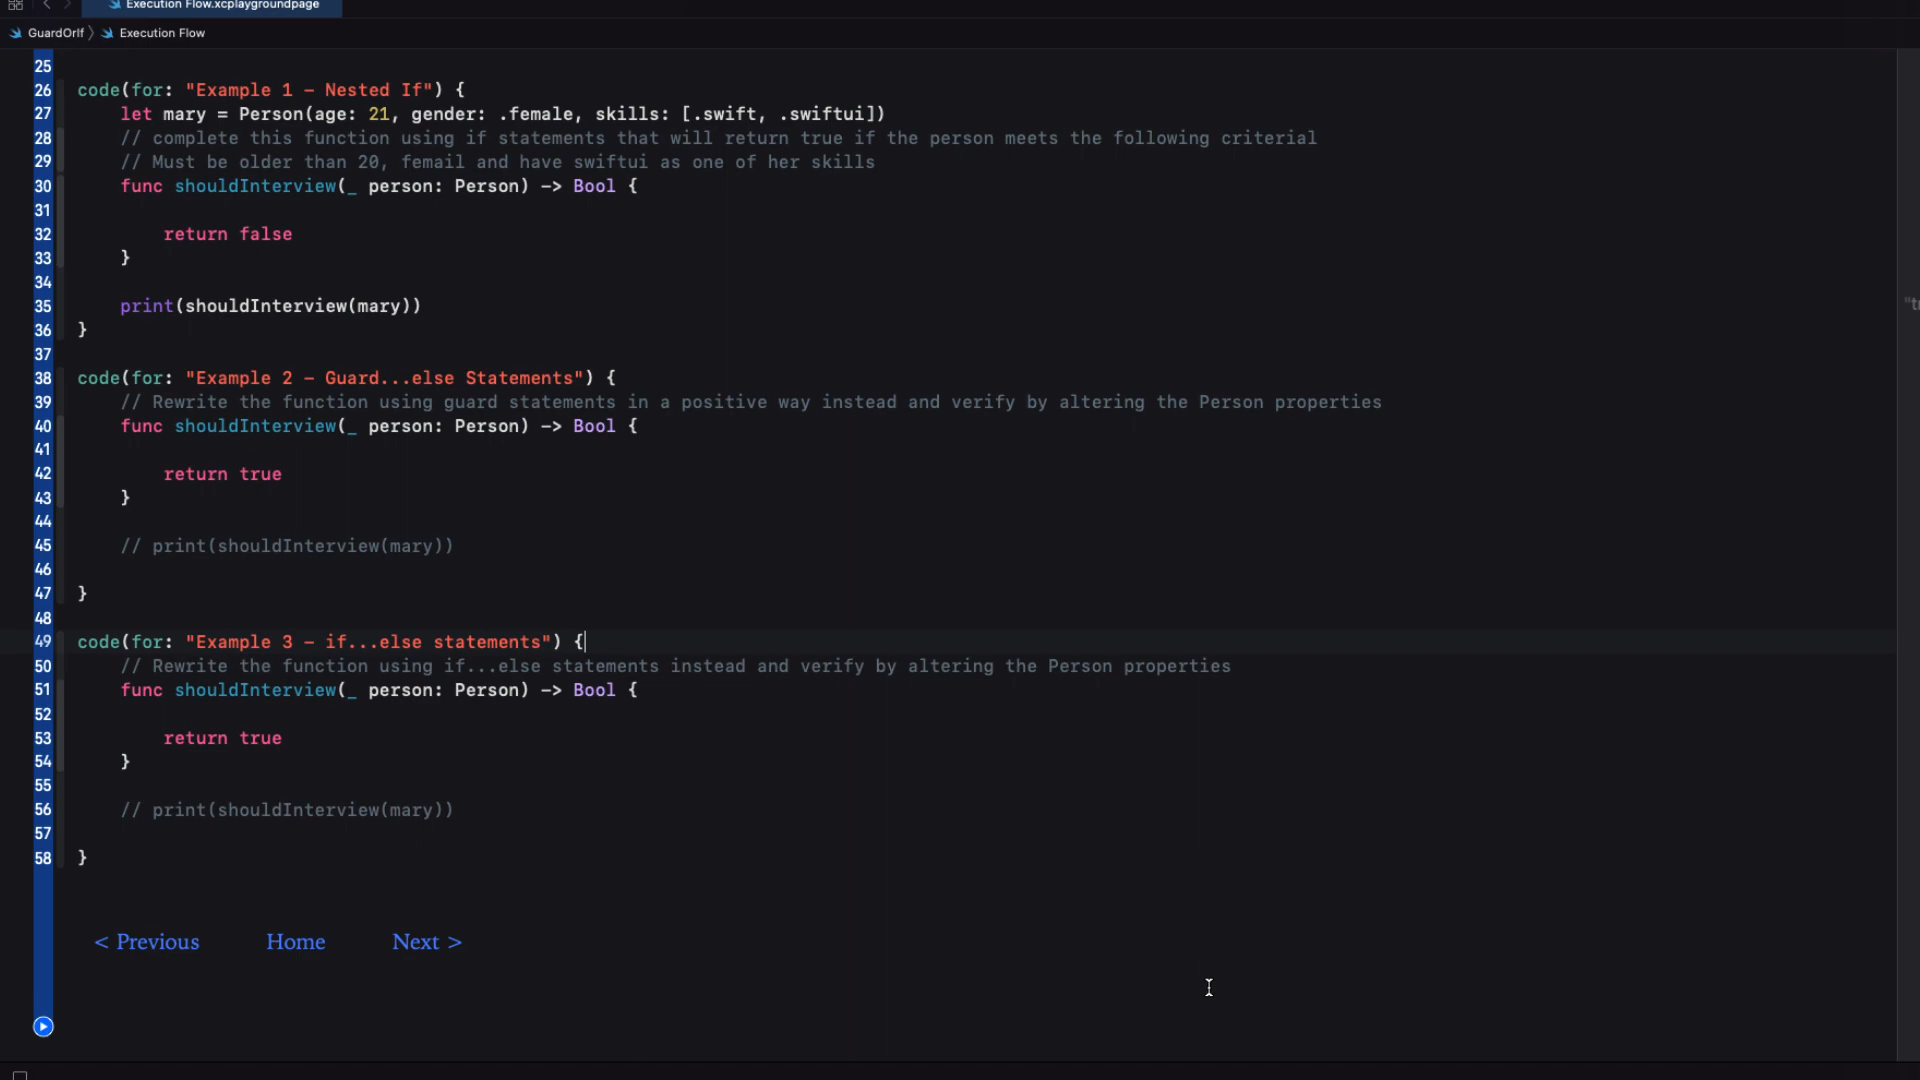 Execution Flow.xcplaygroundpage
GuardOrIf 〉 Execution Flow
25
26 code(for: "Example 1 – Nested If") {
27 let mary = Person(age: 21, gender: .female, skills: [.swift, .swiftui])
28 // complete this function using if statements that will return true if the person meets the following criterial
29 // Must be older than 20, femail and have swiftui as one of her skills
30 func shouldInterview(_ person: Person) -> Bool {
31
32 return false
33 }
34
35 print(shouldInterview(mary))
36 }
37
38 code(for: "Example 2 – Guard...else Statements") {
39 // Rewrite the function using guard statements in a positive way instead and verify by altering the Person properties
40 func shouldInterview(_ person: Person) -> Bool {
41
42 return true
43 }
44
45 // print(shouldInterview(mary))
46
47 }
48
49 code(for: "Example 3 – if...else statements") {
50 // Rewrite the function using if...else statements instead and verify by altering the Person properties
51 func shouldInterview(_ person: Person) -> Bool {
52
53 return true
54 }
55
56 // print(shouldInterview(mary))
57
58 }
< Previous Home Next >